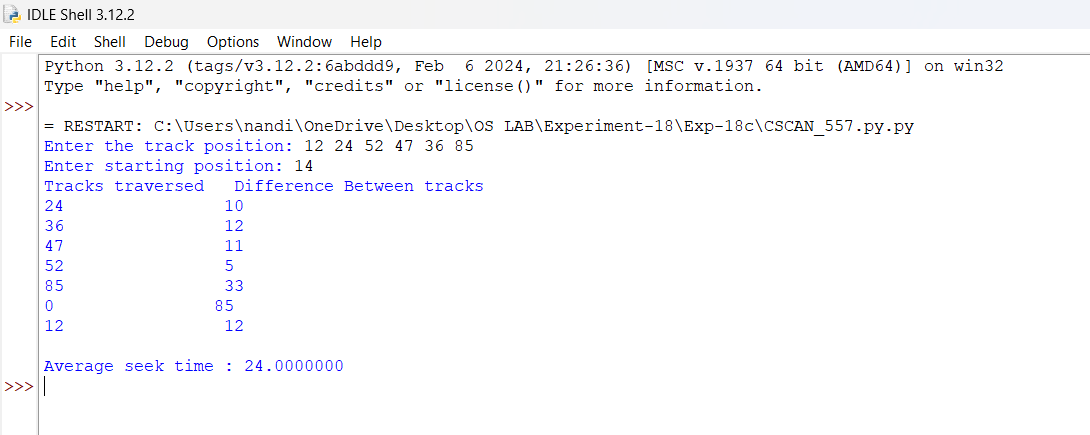 IDLE Shell 3.12.2
File Edit Shell Debug Options Window Help
Python 3.12.2 (tags/v3.12.2:6abddd9, Feb  6 2024, 21:26:36) [MSC v.1937 64 bit (AMD64)] on win32
Type "help", "copyright", "credits" or "license()" for more information.
>>>
= RESTART: C:\Users\nandi\OneDrive\Desktop\OS LAB\Experiment-18\Exp-18c\CSCAN_557.py.py
Enter the track position: 12 24 52 47 36 85
Enter starting position: 14
Tracks traversed   Difference Between tracks
24                10
36                12
47                11
52                5
85                33
0                85
12                12
Average seek time : 24.0000000
>>>